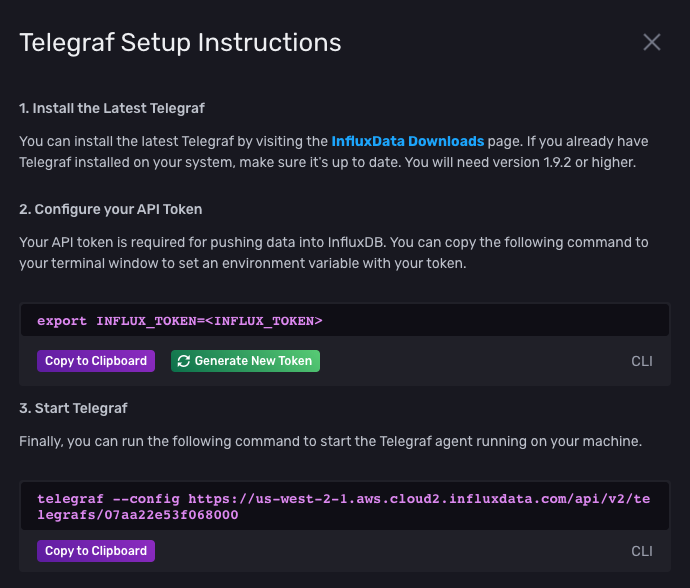 Telegraf Setup Instructions
1. Install the Latest Telegraf
You can install the latest Telegraf by visiting the InfluxData Downloads page. If you already have
Telegraf installed on your system, make sure it's up to date. You will need version 1.9.2 or higher.
2. Configure your API Token
Your API token is required for pushing data into InfluxDB. You can copy the following command to
your terminal window to set an environment variable with your token.
export INFLUX_TOKEN=<INFLUX_TOKEN>
Copy to Clipboard Generate New Token CLI
3. Start Telegraf
Finally, you can run the following command to start the Telegraf agent running on your machine.
telegraf --config https://us-west-2-1.aws.cloud2.influxdata.com/api/v2/te
legrafs/07aa22e53f068000
Copy to Clipboard CLI